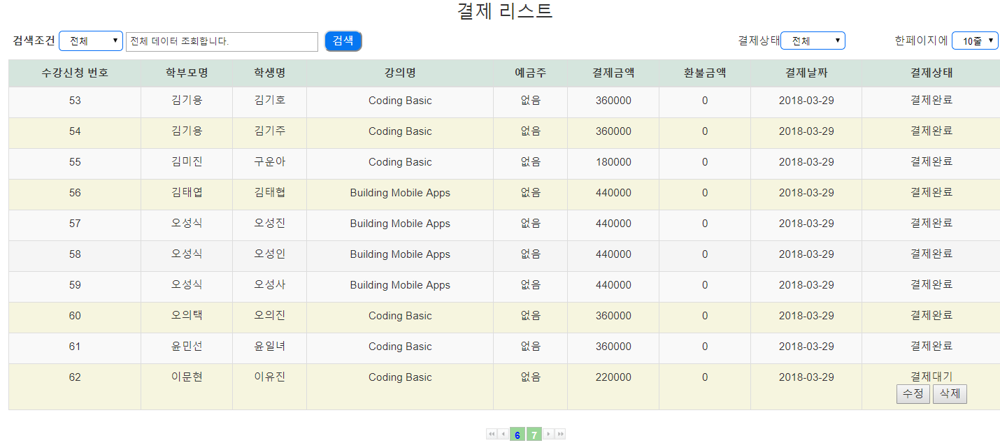 결제 리스트
검색조건 전체 전체 데이터 조회합니다. 검색 결제상태 전체 한페이지에 10줄
수강신청 번호 학부모명 학생명 강의명 예금주 결제금액 환불금액 결제날짜 결제상태
53 김기용 김기호 Coding Basic 없음 360000 0 2018-03-29 결제완료
54 김기용 김기주 Coding Basic 없음 360000 0 2018-03-29 결제완료
55 김미진 구운아 Coding Basic 없음 180000 0 2018-03-29 결제완료
56 김태엽 김태협 Building Mobile Apps 없음 440000 0 2018-03-29 결제완료
57 오성식 오성진 Building Mobile Apps 없음 440000 0 2018-03-29 결제완료
58 오성식 오성인 Building Mobile Apps 없음 440000 0 2018-03-29 결제완료
59 오성식 오성사 Building Mobile Apps 없음 440000 0 2018-03-29 결제완료
60 오의택 오의진 Coding Basic 없음 360000 0 2018-03-29 결제완료
61 윤민선 윤일녀 Coding Basic 없음 360000 0 2018-03-29 결제완료
62 이문현 이유진 Coding Basic 없음 220000 0 2018-03-29 결제대기
수정 삭제
6 7